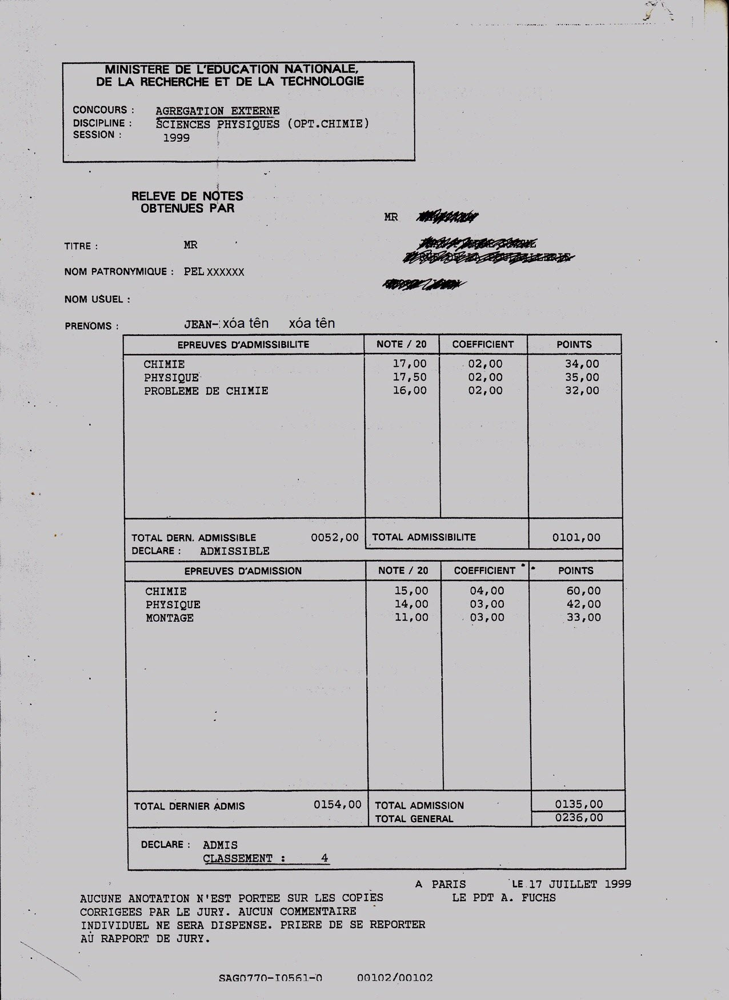 MINISTERE DE L'EDUCATION NATIONALE,
DE LA RECHERCHE ET DE LA TECHNOLOGIE
CONCOURS : AGREGATION EXTERNE
DISCIPLINE : SCIENCES PHYSIQUES (OPT.CHIMIE)
SESSION : 1999
RELEVE DE NOTES
OBTENUES PAR
MR
TITRE : MR
NOM PATRONYMIQUE : PEL XXXXXX
NOM USUEL :
PRENOMS : JEAN- xóa tên xóa tên
EPREUVES D'ADMISSIBILITE NOTE / 20 COEFFICIENT POINTS
CHIMIE 17,00 02,00 34,00
PHYSIQUE 17,50 02,00 35,00
PROBLEME DE CHIMIE 16,00 02,00 32,00
TOTAL DERN. ADMISSIBLE 0052,00 TOTAL ADMISSIBILITE 0101,00
DECLARE : ADMISSIBLE
EPREUVES D'ADMISSION NOTE / 20 COEFFICIENT POINTS
CHIMIE 15,00 04,00 60,00
PHYSIQUE 14,00 03,00 42,00
MONTAGE 11,00 03,00 33,00
TOTAL DERNIER ADMIS 0154,00 TOTAL ADMISSION 0135,00
TOTAL GENERAL 0236,00
DECLARE : ADMIS
CLASSEMENT : 4
A PARIS LE 17 JUILLET 1999
LE PDT A. FUCHS
AUCUNE ANOTATION N'EST PORTEE SUR LES COPIES
CORRIGEES PAR LE JURY. AUCUN COMMENTAIRE
INDIVIDUEL NE SERA DISPENSE. PRIERE DE SE REPORTER
AU RAPPORT DE JURY.
SAG0770-I0561-0 00102/00102